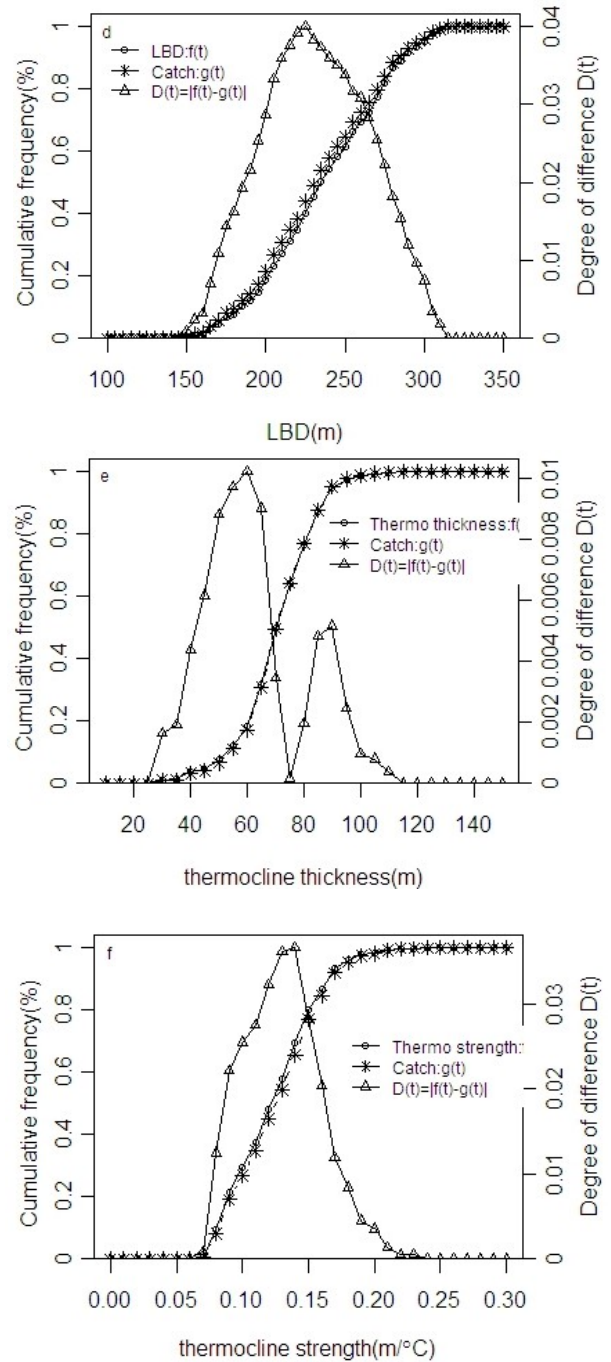 d
LBD:f(t)
Catch:g(t)
D(t)=|f(t)-g(t)|
Cumulative frequency(%)
0 0.2 0.4 0.6 0.8 1
Degree of difference D(t)
0 0.01 0.02 0.03 0.04
100 150 200 250 300 350
LBD(m)
e
Thermo thickness:f(
Catch:g(t)
D(t)=|f(t)-g(t)|
Cumulative frequency(%)
0 0.2 0.4 0.6 0.8 1
Degree of difference D(t)
0 0.002 0.004 0.006 0.008 0.01
20 40 60 80 100 120 140
thermocline thickness(m)
f
Thermo strength:
Catch:g(t)
D(t)=|f(t)-g(t)|
Cumulative frequency(%)
0 0.2 0.4 0.6 0.8 1
Degree of difference D(t)
0 0.01 0.02 0.03
0.00 0.05 0.10 0.15 0.20 0.25 0.30
thermocline strength(m/°C)